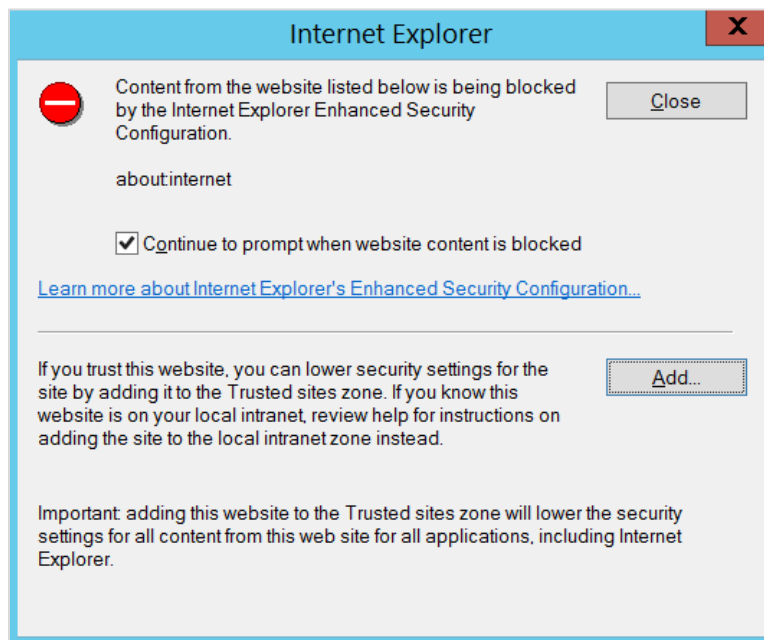 Internet Explorer
X
Content from the website listed below is being blocked
by the Internet Explorer Enhanced Security
Configuration.
Close
about:internet
Continue to prompt when website content is blocked
Learn more about Internet Explorer's Enhanced Security Configuration...
If you trust this website, you can lower security settings for the
site by adding it to the Trusted sites zone. If you know this
website is on your local intranet, review help for instructions on
adding the site to the local intranet zone instead.
Add...
Important: adding this website to the Trusted sites zone will lower the security
settings for all content from this web site for all applications, including Internet
Explorer.